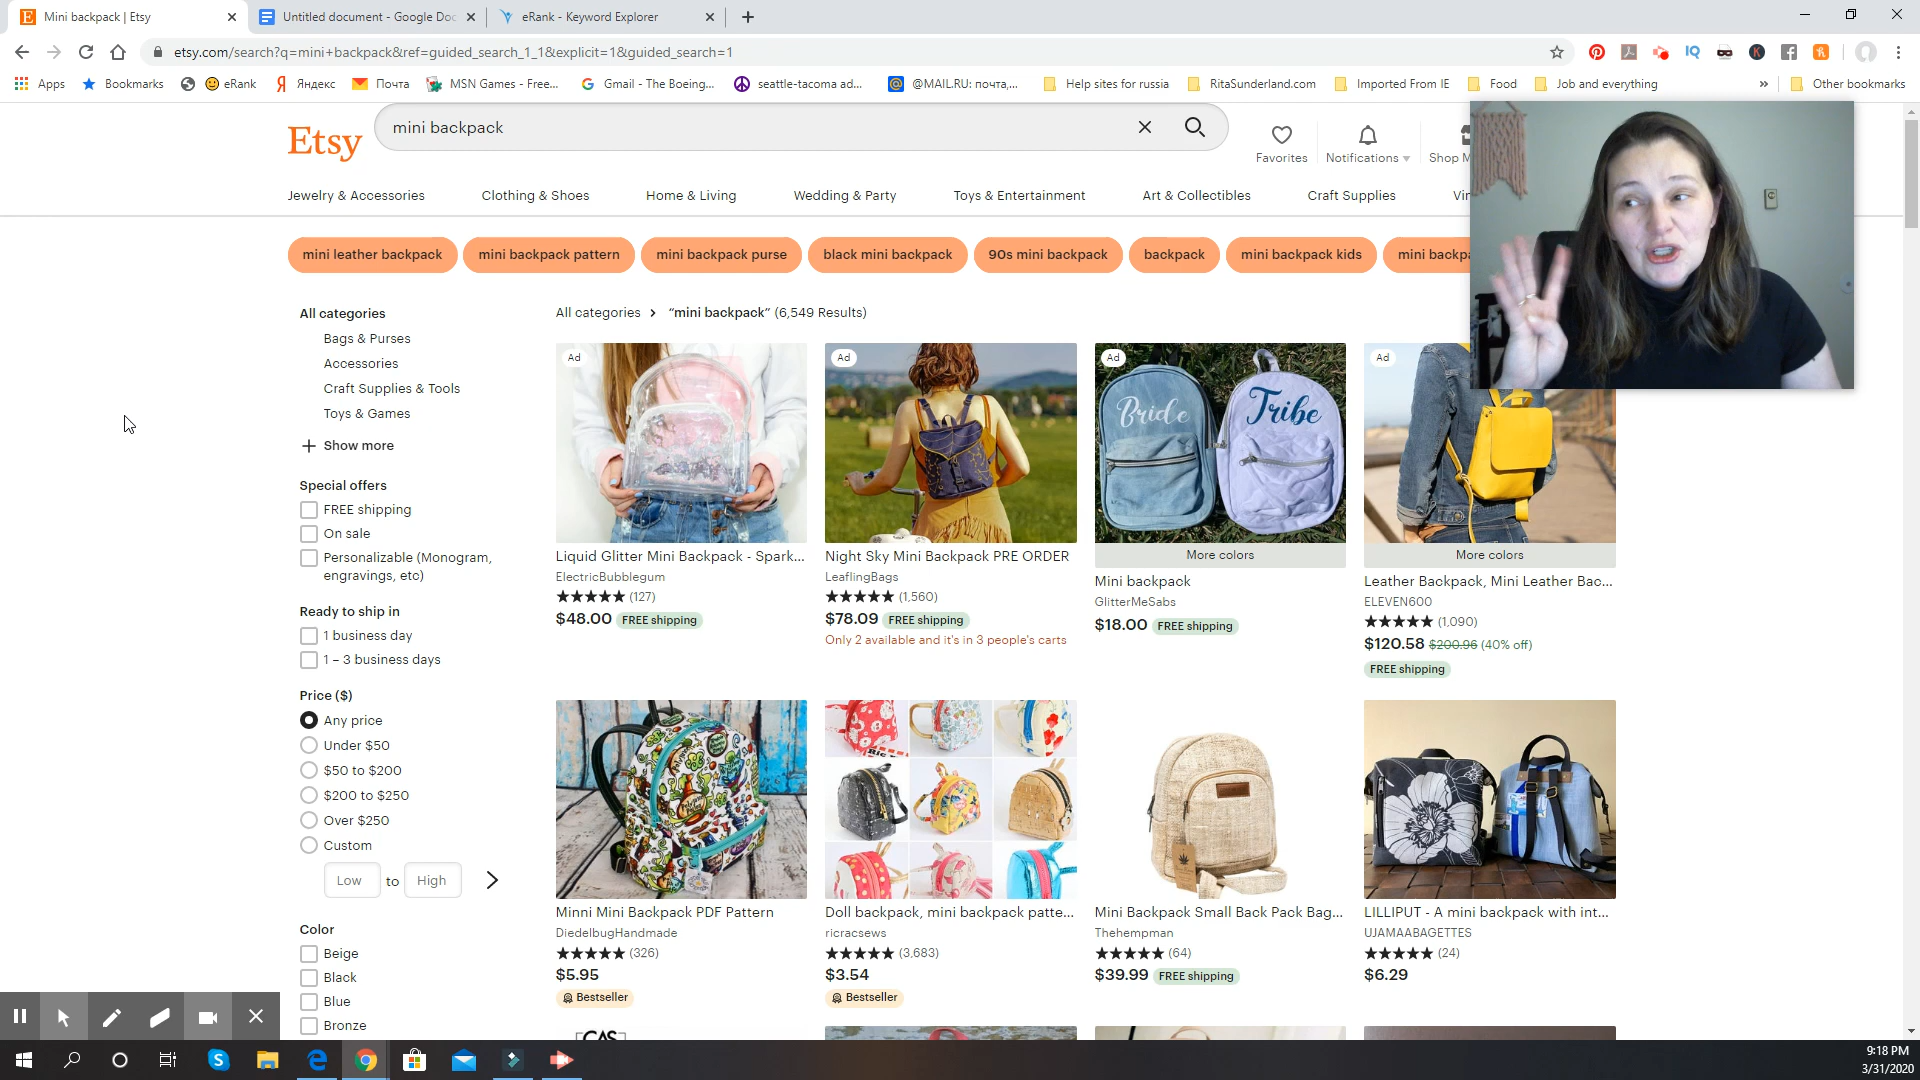 Mini backpack | Etsy
Untitled document - Google Doc
eRank - Keyword Explorer
etsy.com/search?q=mini+backpack&ref=guided_search_1_1&explicit=1&guided_search=1
Apps
Bookmarks
eRank
Яндекс
Почта
MSN Games - Free...
Gmail - The Boeing...
seattle-tacoma ad...
@MAIL.RU: почта,...
Help sites for russia
RitaSunderland.com
Imported From IE
Food
Job and everything
Other bookmarks
Etsy
mini backpack
Favorites
Notifications
Shop M
Jewelry & Accessories
Clothing & Shoes
Home & Living
Wedding & Party
Toys & Entertainment
Art & Collectibles
Craft Supplies
Vin
mini leather backpack
mini backpack pattern
mini backpack purse
black mini backpack
90s mini backpack
backpack
mini backpack kids
mini backpa
All categories
Bags & Purses
Accessories
Craft Supplies & Tools
Toys & Games
Show more
Special offers
FREE shipping
On sale
Personalizable (Monogram,
engravings, etc)
Ready to ship in
1 business day
1 – 3 business days
Price ($)
Any price
Under $50
$50 to $200
$200 to $250
Over $250
Custom
Low
to
High
Color
Beige
Black
Blue
Bronze
All categories > "mini backpack" (6,549 Results)
Ad
Liquid Glitter Mini Backpack - Spark...
ElectricBubblegum
(127)
$48.00 FREE shipping
Ad
Night Sky Mini Backpack PRE ORDER
LeaflingBags
(1,560)
$78.09 FREE shipping
Only 2 available and it's in 3 people's carts
Ad
Bride
Tribe
More colors
Mini backpack
GlitterMeSabs
$18.00 FREE shipping
Ad
More colors
Leather Backpack, Mini Leather Bac...
ELEVEN600
(1,090)
$120.58 $200.96 (40% off)
FREE shipping
Minni Mini Backpack PDF Pattern
DiedelbugHandmade
(326)
$5.95
Bestseller
Doll backpack, mini backpack patte...
ricracsews
(3,683)
$3.54
Bestseller
Mini Backpack Small Back Pack Bag...
Thehempman
(64)
$39.99 FREE shipping
LILLIPUT - A mini backpack with int...
UJAMAABAGETTES
(24)
$6.29
9:18 PM
3/31/2020